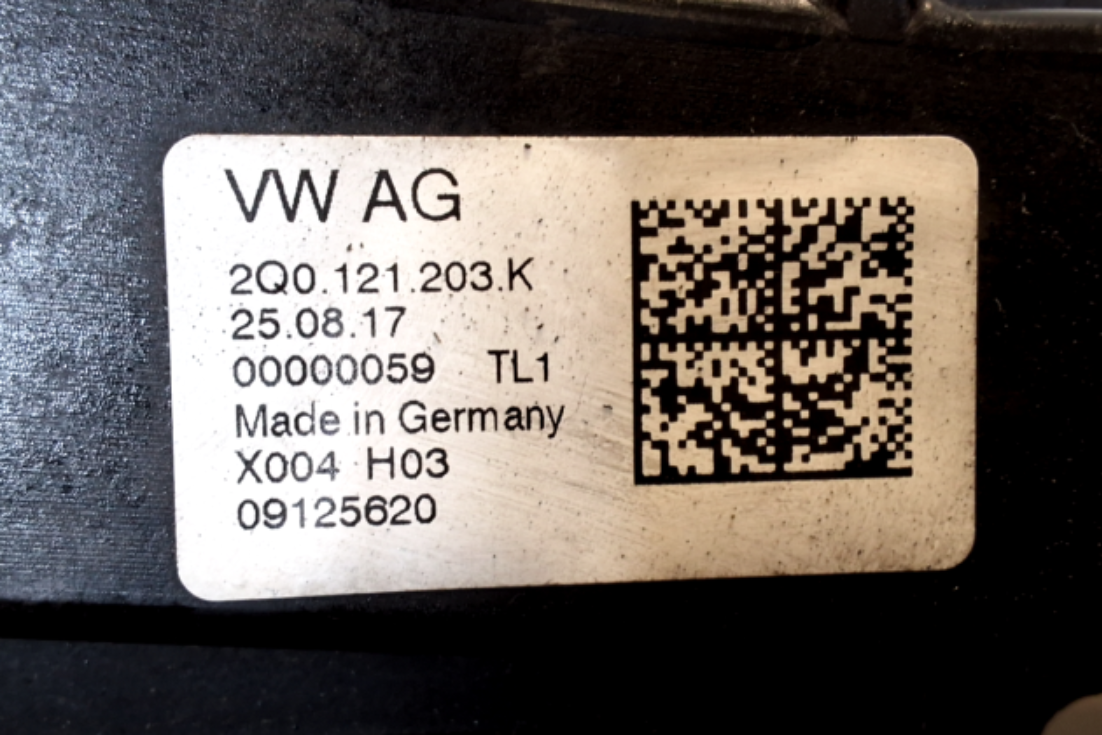 VW AG
2Q0.121.203.K
25.08.17
00000059 TL1
Made in Germany
X004 H03
09125620